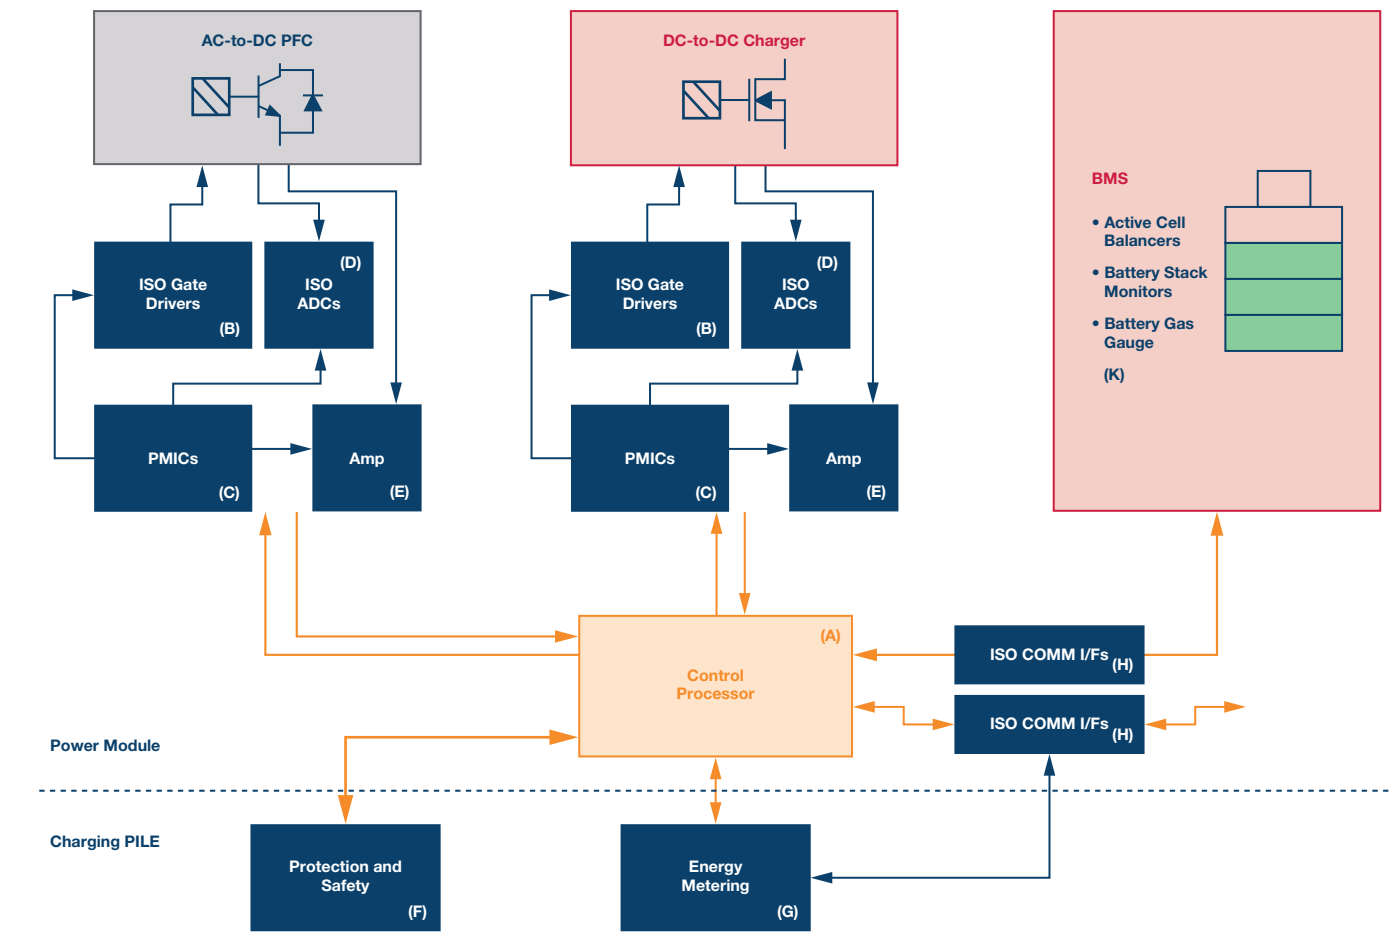 AC-to-DC PFC
DC-to-DC Charger
BMS
• Active Cell
Balancers
• Battery Stack
Monitors
• Battery Gas
Gauge
(K)
ISO Gate
Drivers
(B)
(D)
ISO
ADCs
ISO Gate
Drivers
(B)
(D)
ISO
ADCs
PMICs
(C)
Amp
(E)
PMICs
(C)
Amp
(E)
(A)
Control
Processor
ISO COMM I/Fs
(H)
ISO COMM I/Fs
(H)
Power Module
Charging PILE
Protection and
Safety
(F)
Energy
Metering
(G)